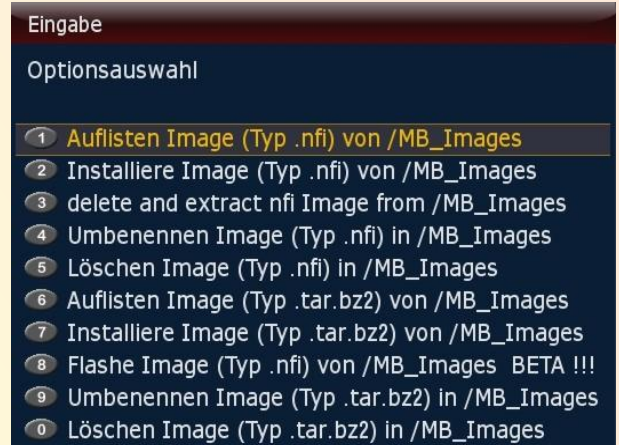 Eingabe
Optionsauswahl
1 Auflisten Image (Typ .nfi) von /MB_Images
2 Installiere Image (Typ .nfi) von /MB_Images
3 delete and extract nfi Image from /MB_Images
4 Umbenennen Image (Typ .nfi) in /MB_Images
5 Löschen Image (Typ .nfi) in /MB_Images
6 Auflisten Image (Typ .tar.bz2) von /MB_Images
7 Installiere Image (Typ .tar.bz2) von /MB_Images
8 Flashe Image (Typ .nfi) von /MB_Images BETA !!!
9 Umbenennen Image (Typ .tar.bz2) in /MB_Images
0 Löschen Image (Typ .tar.bz2) in /MB_Images